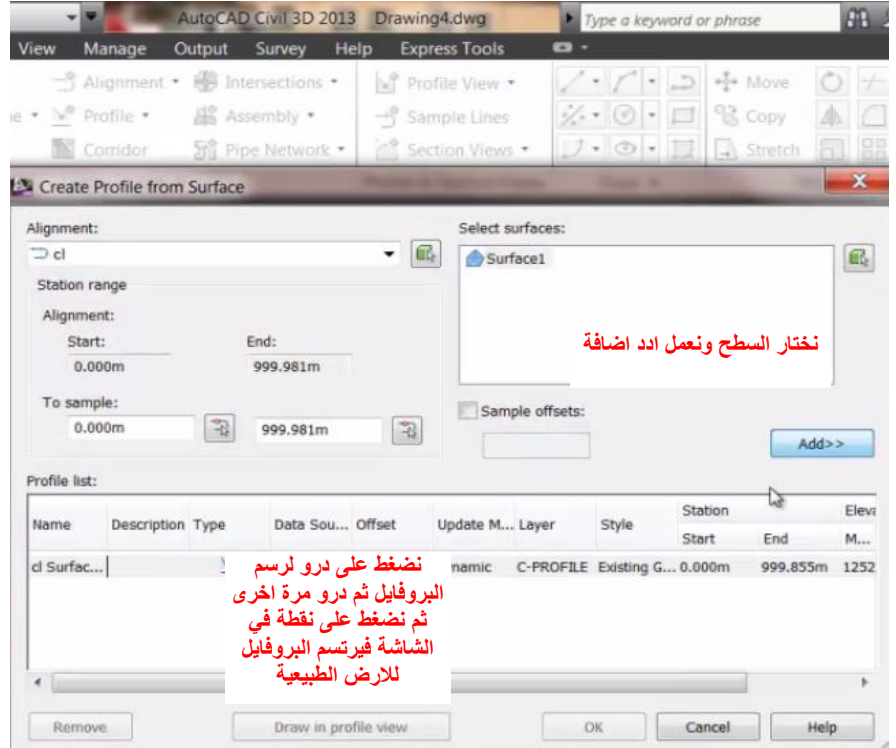 AutoCAD Civil 3D 2013 Drawing4.dwg Type a keyword or phrase
View Manage Output Survey Help Express Tools
Alignment Intersections Profile View Move
Profile Assembly Sample Lines Copy
Corridor Pipe Network Section Views Stretch
Create Profile from Surface
Alignment: Select surfaces:
cl Surface1
Station range
Alignment:
Start: End:
0.000m 999.981m
نختار السطح ونعمل ادد اضافة
To sample:
0.000m 999.981m
Sample offsets:
Add>>
Profile list:
Name Description Type Data Sou... Offset Update M... Layer Style Station Eleva
Start End M...
cl Surfac... namic C-PROFILE Existing G... 0.000m 999.855m 1252
نضغط على درو لرسم
البروفايل ثم درو مرة اخرى
ثم نضغط على نقطة في
الشاشة فيرتسم البروفايل
للارض الطبيعية
Remove Draw in profile view OK Cancel Help